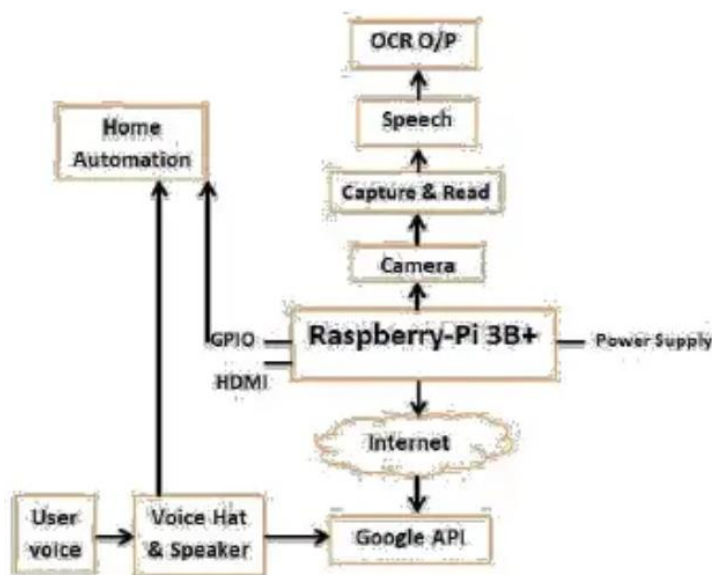 OCR O/P
Speech
Capture & Read
Camera
Home
Automation
GPIO
HDMI
Raspberry-Pi 3B+
Power Supply
Internet
User
voice
Voice Hat
& Speaker
Google API